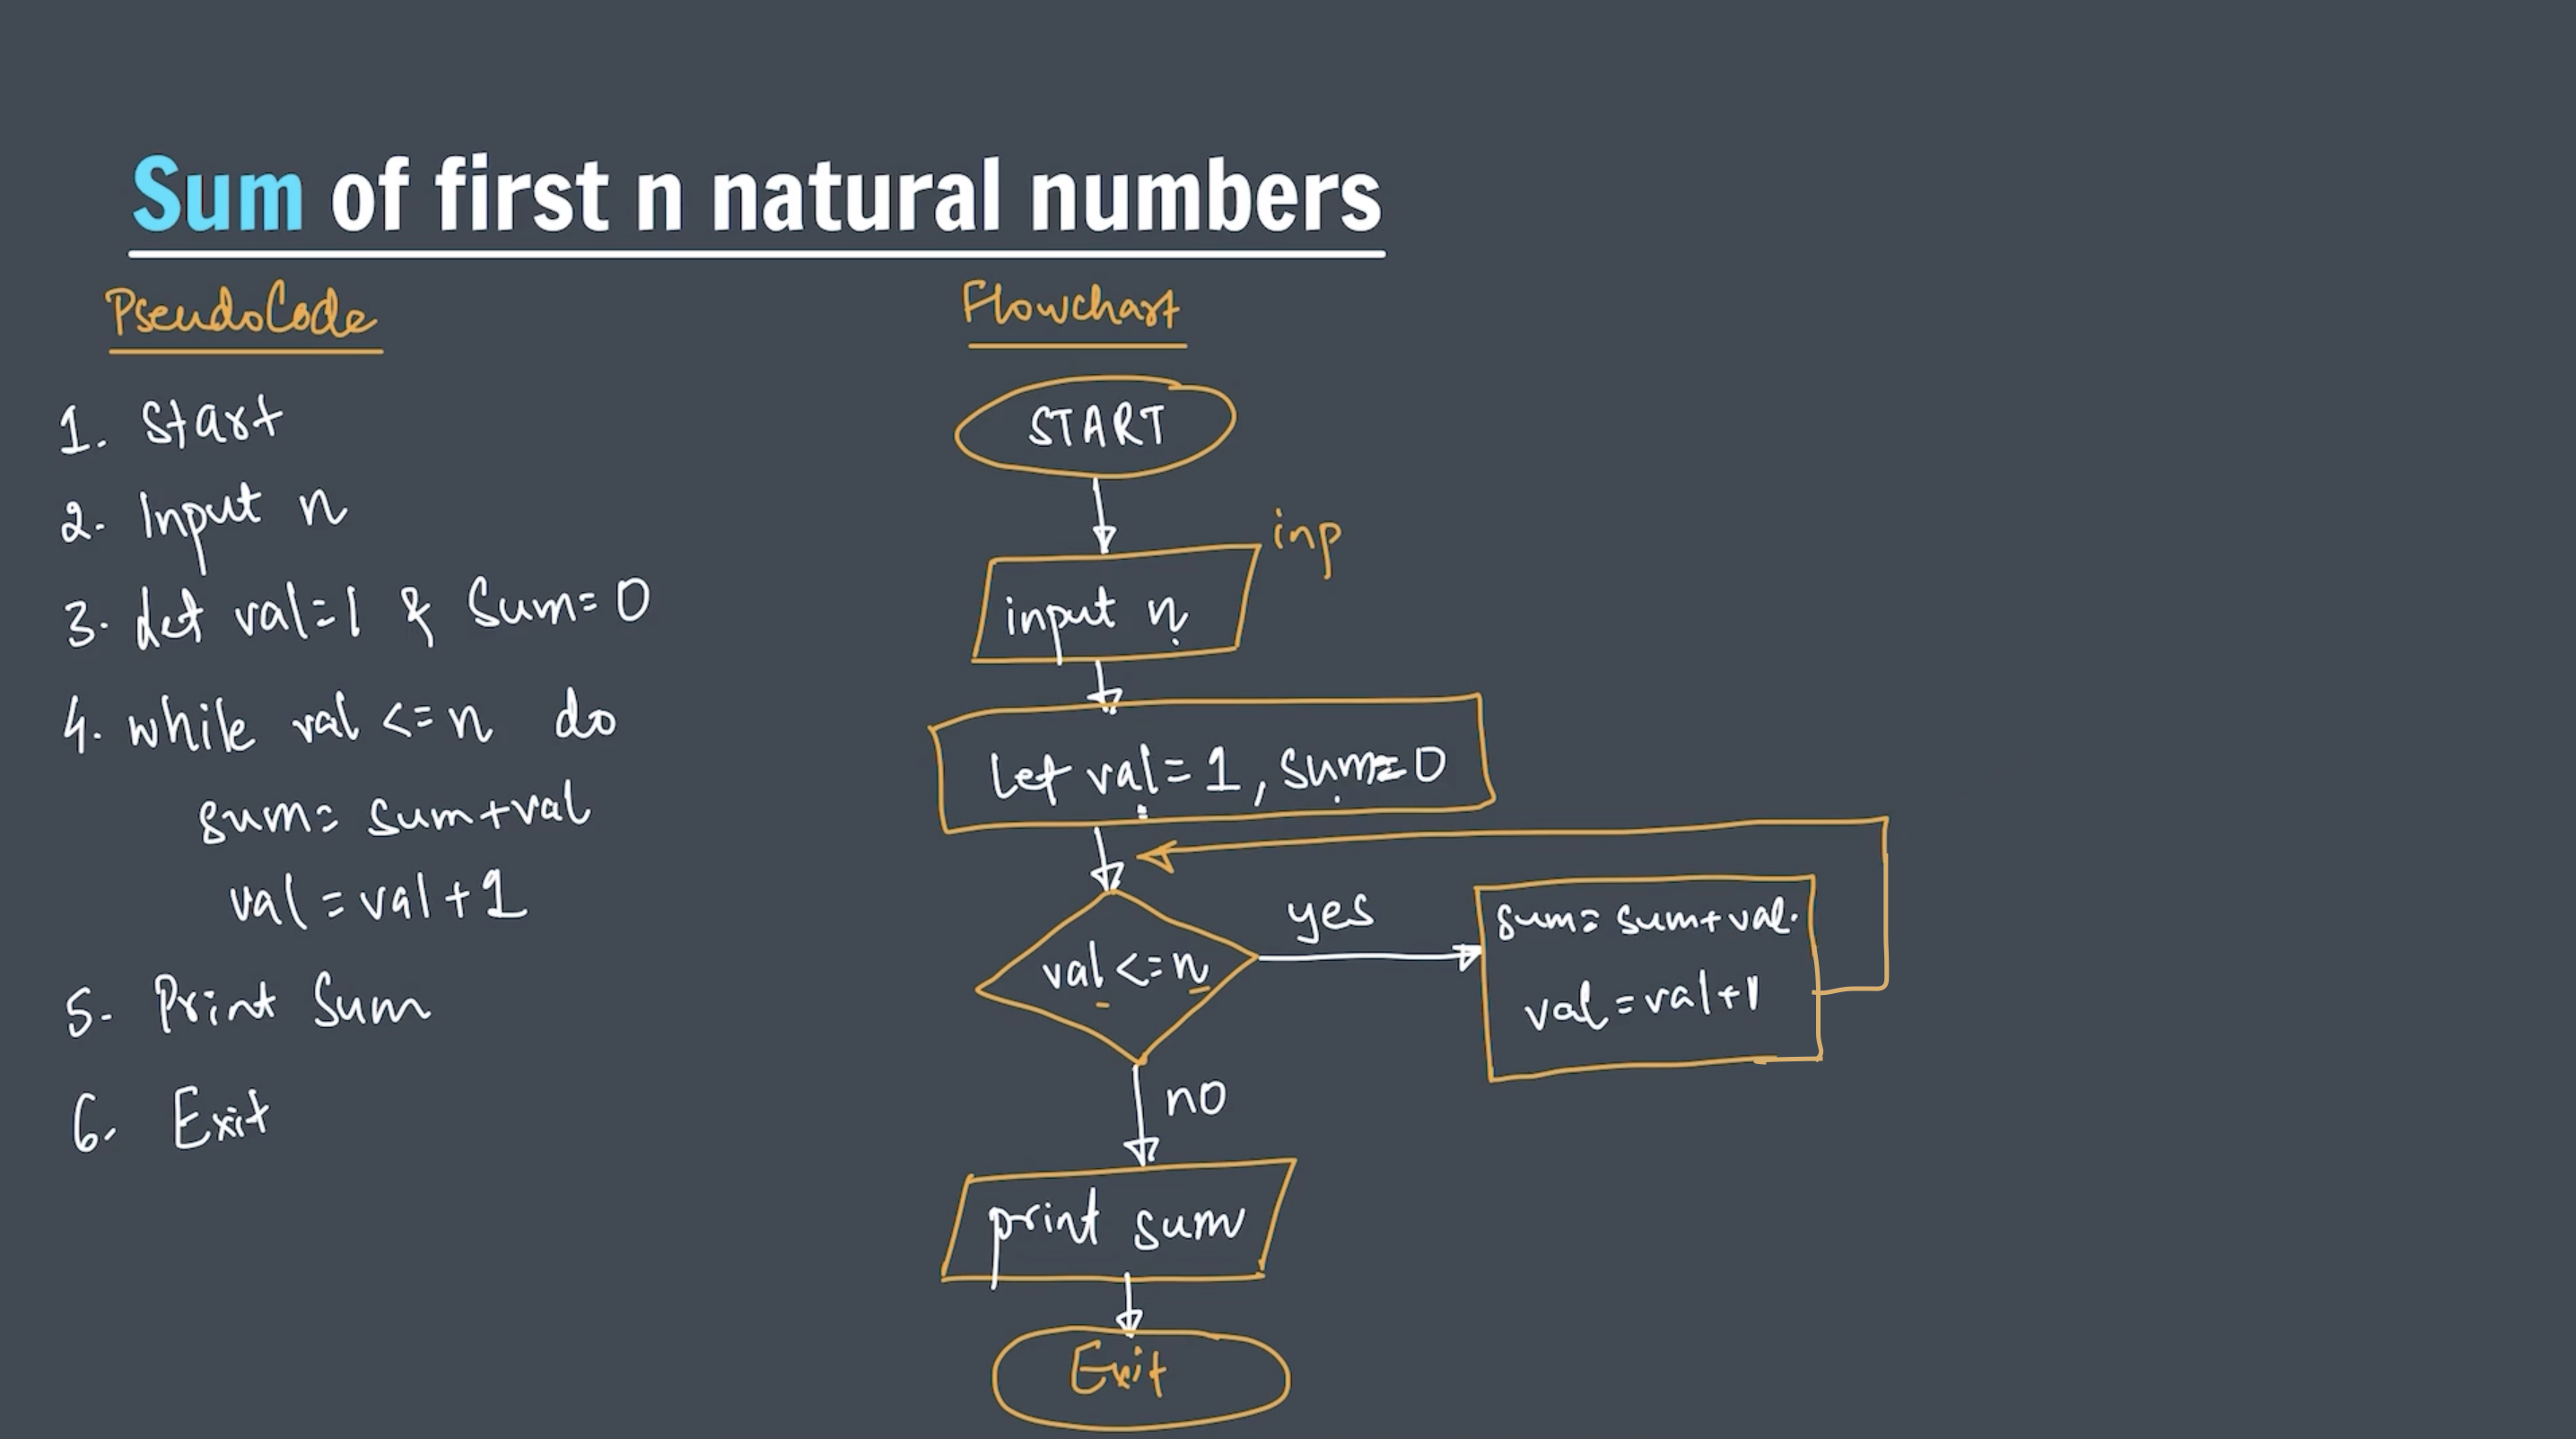 Sum of first n natural numbers
PseudoCode
1. Start
2. Input n
3. Let val=1 & Sum=0
4. while val <=n do
sum= sum+val
val=val+1
5. Print Sum
6. Exit
Flowchart
START
inp
input n
Let val=1, sum=0
val <=n
yes
sum= sum+val.
val=val+1
no
print sum
Exit